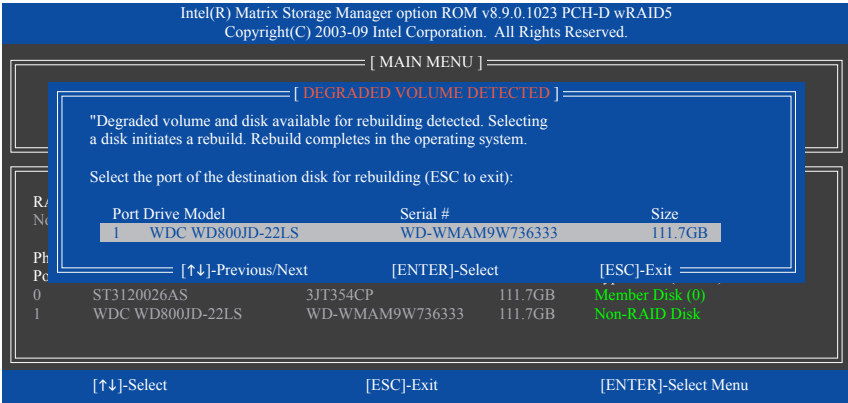 Intel(R) Matrix Storage Manager option ROM v8.9.0.1023 PCH-D wRAID5
Copyright(C) 2003-09 Intel Corporation.  All Rights Reserved.
[ MAIN MENU ]
[ DEGRADED VOLUME DETECTED ]
"Degraded volume and disk available for rebuilding detected. Selecting
a disk initiates a rebuild. Rebuild completes in the operating system.
Select the port of the destination disk for rebuilding (ESC to exit):
Port Drive Model Serial # Size
1 WDC WD800JD-22LS WD-WMAM9W736333 111.7GB
[↑↓]-Previous/Next [ENTER]-Select [ESC]-Exit
0 ST3120026AS 3JT354CP 111.7GB Member Disk (0)
1 WDC WD800JD-22LS WD-WMAM9W736333 111.7GB Non-RAID Disk
[↑↓]-Select [ESC]-Exit [ENTER]-Select Menu